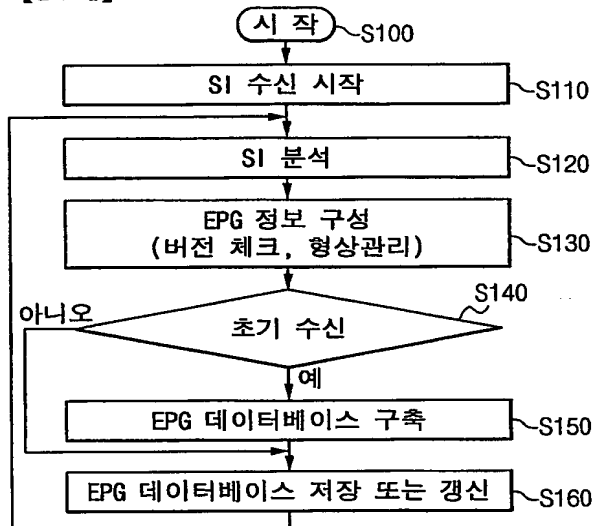 시 작
S100
SI 수신 시작
S110
SI 분석
S120
EPG 정보 구성
(버전 체크, 형상관리)
S130
S140
아니오
초기 수신
예
EPG 데이터베이스 구축
S150
EPG 데이터베이스 저장 또는 갱신
S160